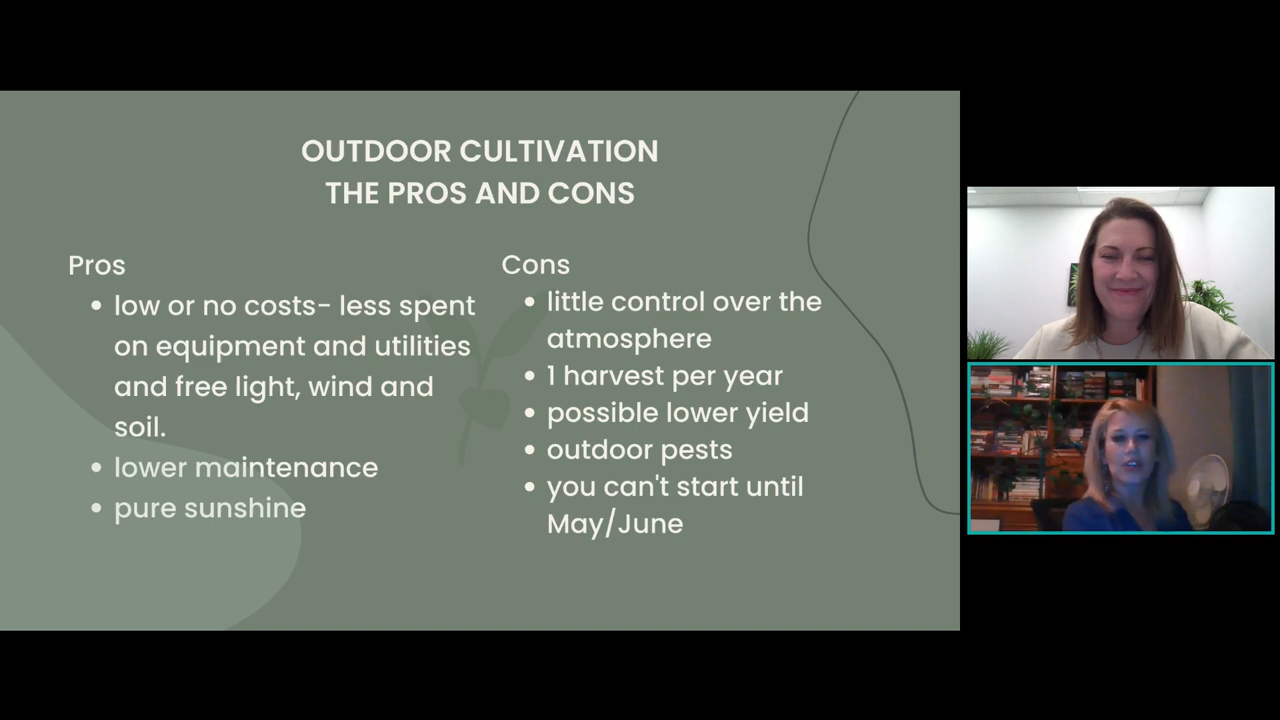 OUTDOOR CULTIVATION
THE PROS AND CONS
Pros
• low or no costs- less spent
on equipment and utilities
and free light, wind and
soil.
• lower maintenance
• pure sunshine
Cons
• little control over the
atmosphere
• 1 harvest per year
• possible lower yield
• outdoor pests
• you can't start until
May/June